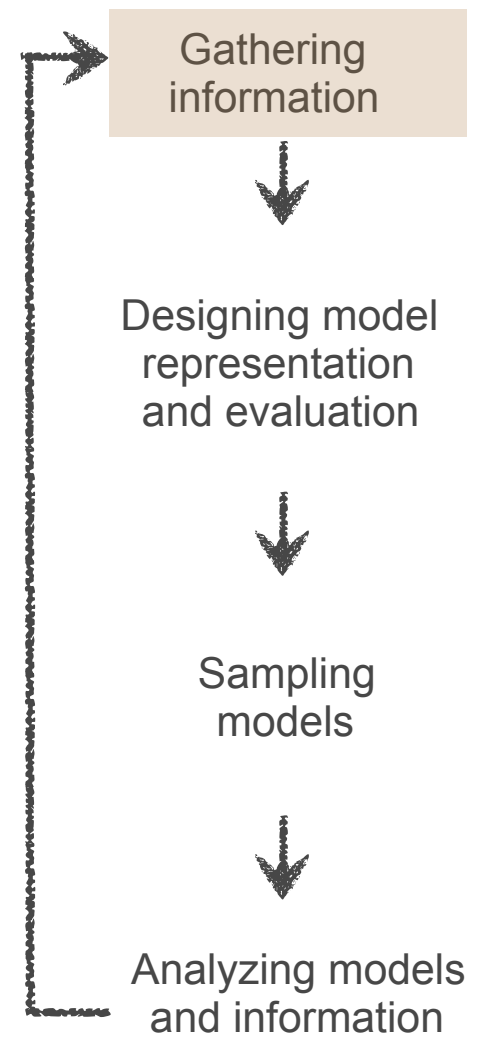 Gathering
information
Designing model
representation
and evaluation
Sampling
models
Analyzing models
and information